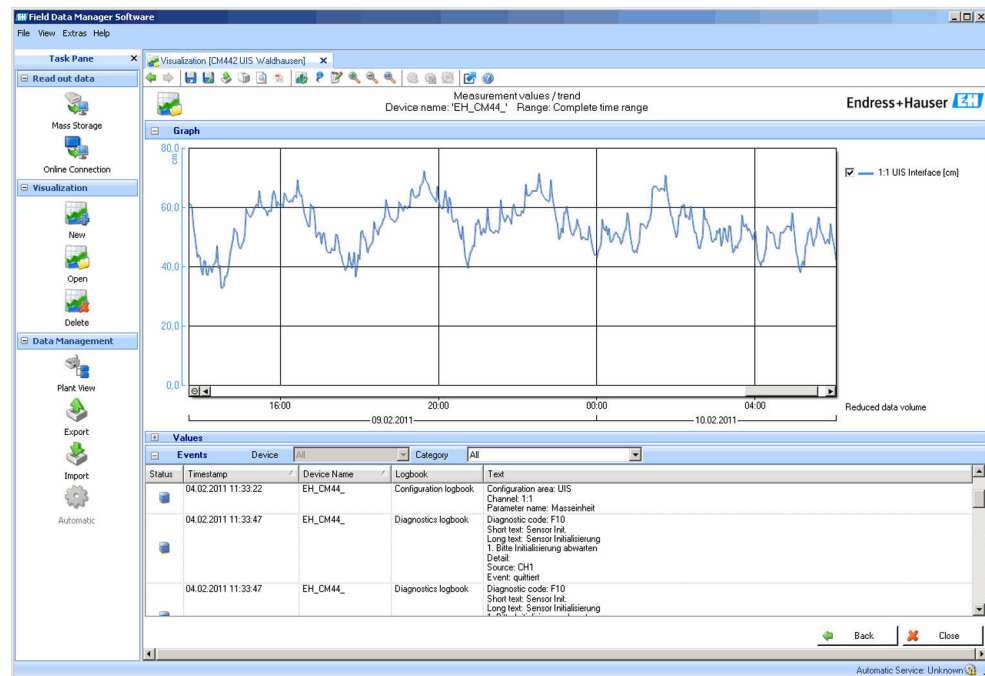 Field Data Manager Software
File View Extras Help
Task Pane
Read out data
Mass Storage
Online Connection
Visualization
New
Open
Delete
Data Management
Plant View
Export
Import
Automatic
Visualization [CM442 UIS Waldhausen]
Measurement values / trend
Device name: 'EH_CM44_' Range: Complete time range
Endress+Hauser EH
Graph
80,0
cm
60,0
40,0
20,0
0,0
16:00 20:00 00:00 04:00
09.02.2011 10.02.2011
1:1 UIS Interface [cm]
Reduced data volume
Values
Events Device All Category All
Status Timestamp Device Name Logbook Text
04.02.2011 11:33:22 EH_CM44_ Configuration logbook Configuration area: UIS
Channel: 1:1
Parameter name: Masseinheit
04.02.2011 11:33:47 EH_CM44_ Diagnostics logbook Diagnostic code: F10
Short text: Sensor Init.
Long text: Sensor Initialisierung
1. Bitte Initialisierung abwarten
Detail:
Source: CH1
Event: quittiert
04.02.2011 11:33:47 EH_CM44_ Diagnostics logbook Diagnostic code: F10
Short text: Sensor Init.
Long text: Sensor Initialisierung
Back Close
Automatic Service: Unknown